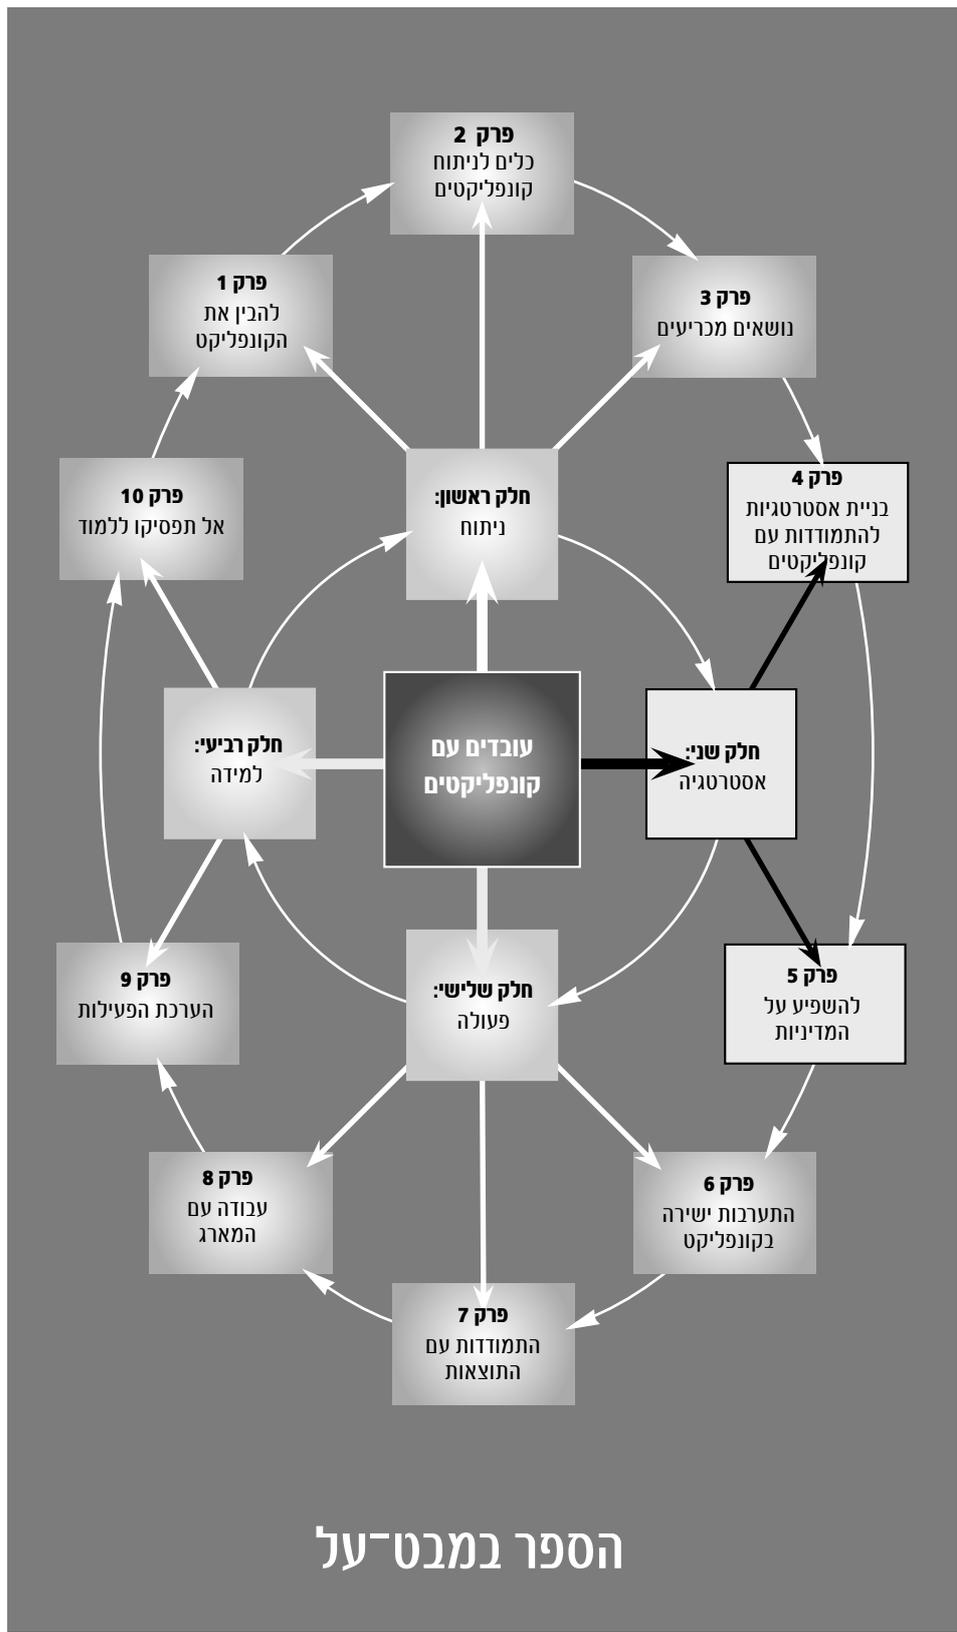 פרק 2
כלים לניתוח
קונפליקטים
פרק 1
להבין את
הקונפליקט
פרק 3
נושאים מכריעים
פרק 10
אל תפסיקו ללמוד
חלק ראשון:
ניתוח
פרק 4
בניית אסטרטגיות
להתמודדות עם
קונפליקטים
חלק רביעי:
למידה
עובדים עם
קונפליקטים
חלק שני:
אסטרטגיה
פרק 9
הערכת הפעילות
חלק שלישי:
פעולה
פרק 5
להשפיע על
המדיניות
פרק 8
עבודה עם
המארג
פרק 6
התערבות ישירה
בקונפליקט
פרק 7
התמודדות עם
התוצאות
הספר במבט־על